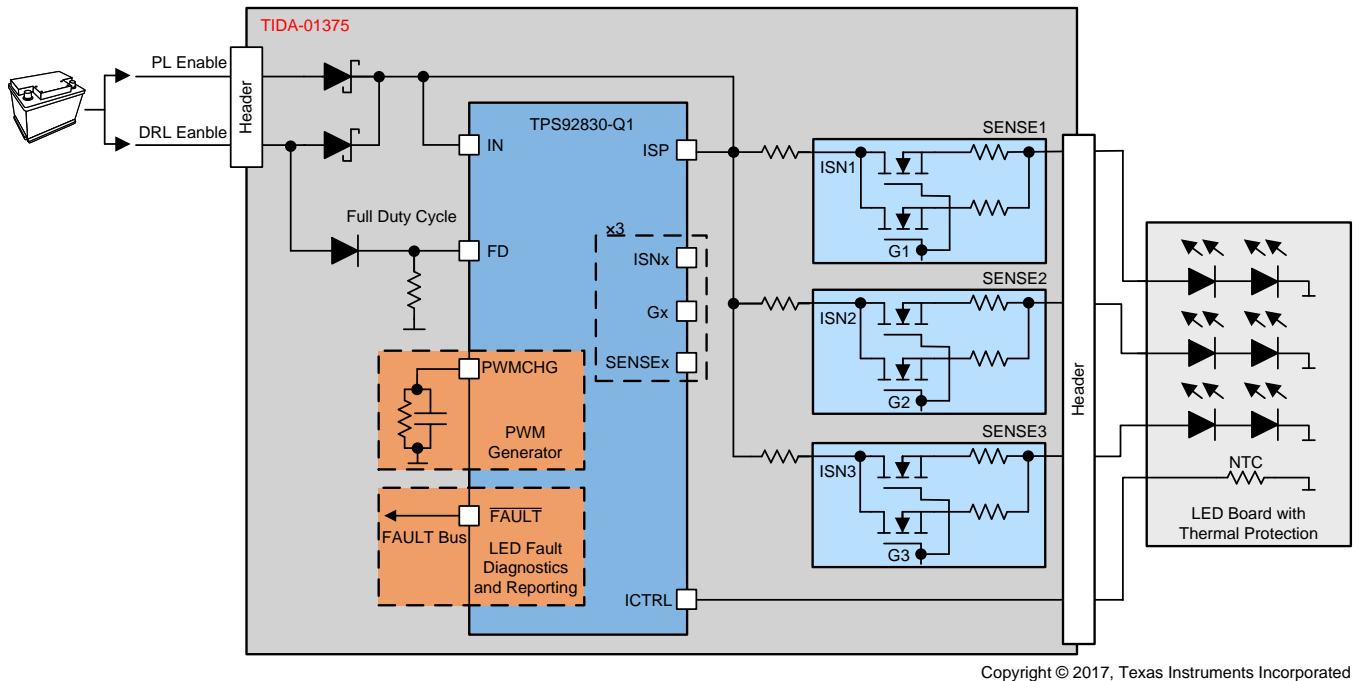 TIDA-01375
PL Enable
DRL Eanble
Header
TPS92830-Q1
IN
ISP
Full Duty Cycle
FD
×3
ISNx
Gx
SENSEx
PWMCHG
PWM
Generator
FAULT
FAULT Bus
LED Fault
Diagnostics
and Reporting
ICTRL
SENSE1
ISN1
G1
SENSE2
ISN2
G2
SENSE3
ISN3
G3
Header
NTC
LED Board with
Thermal Protection
Copyright © 2017, Texas Instruments Incorporated